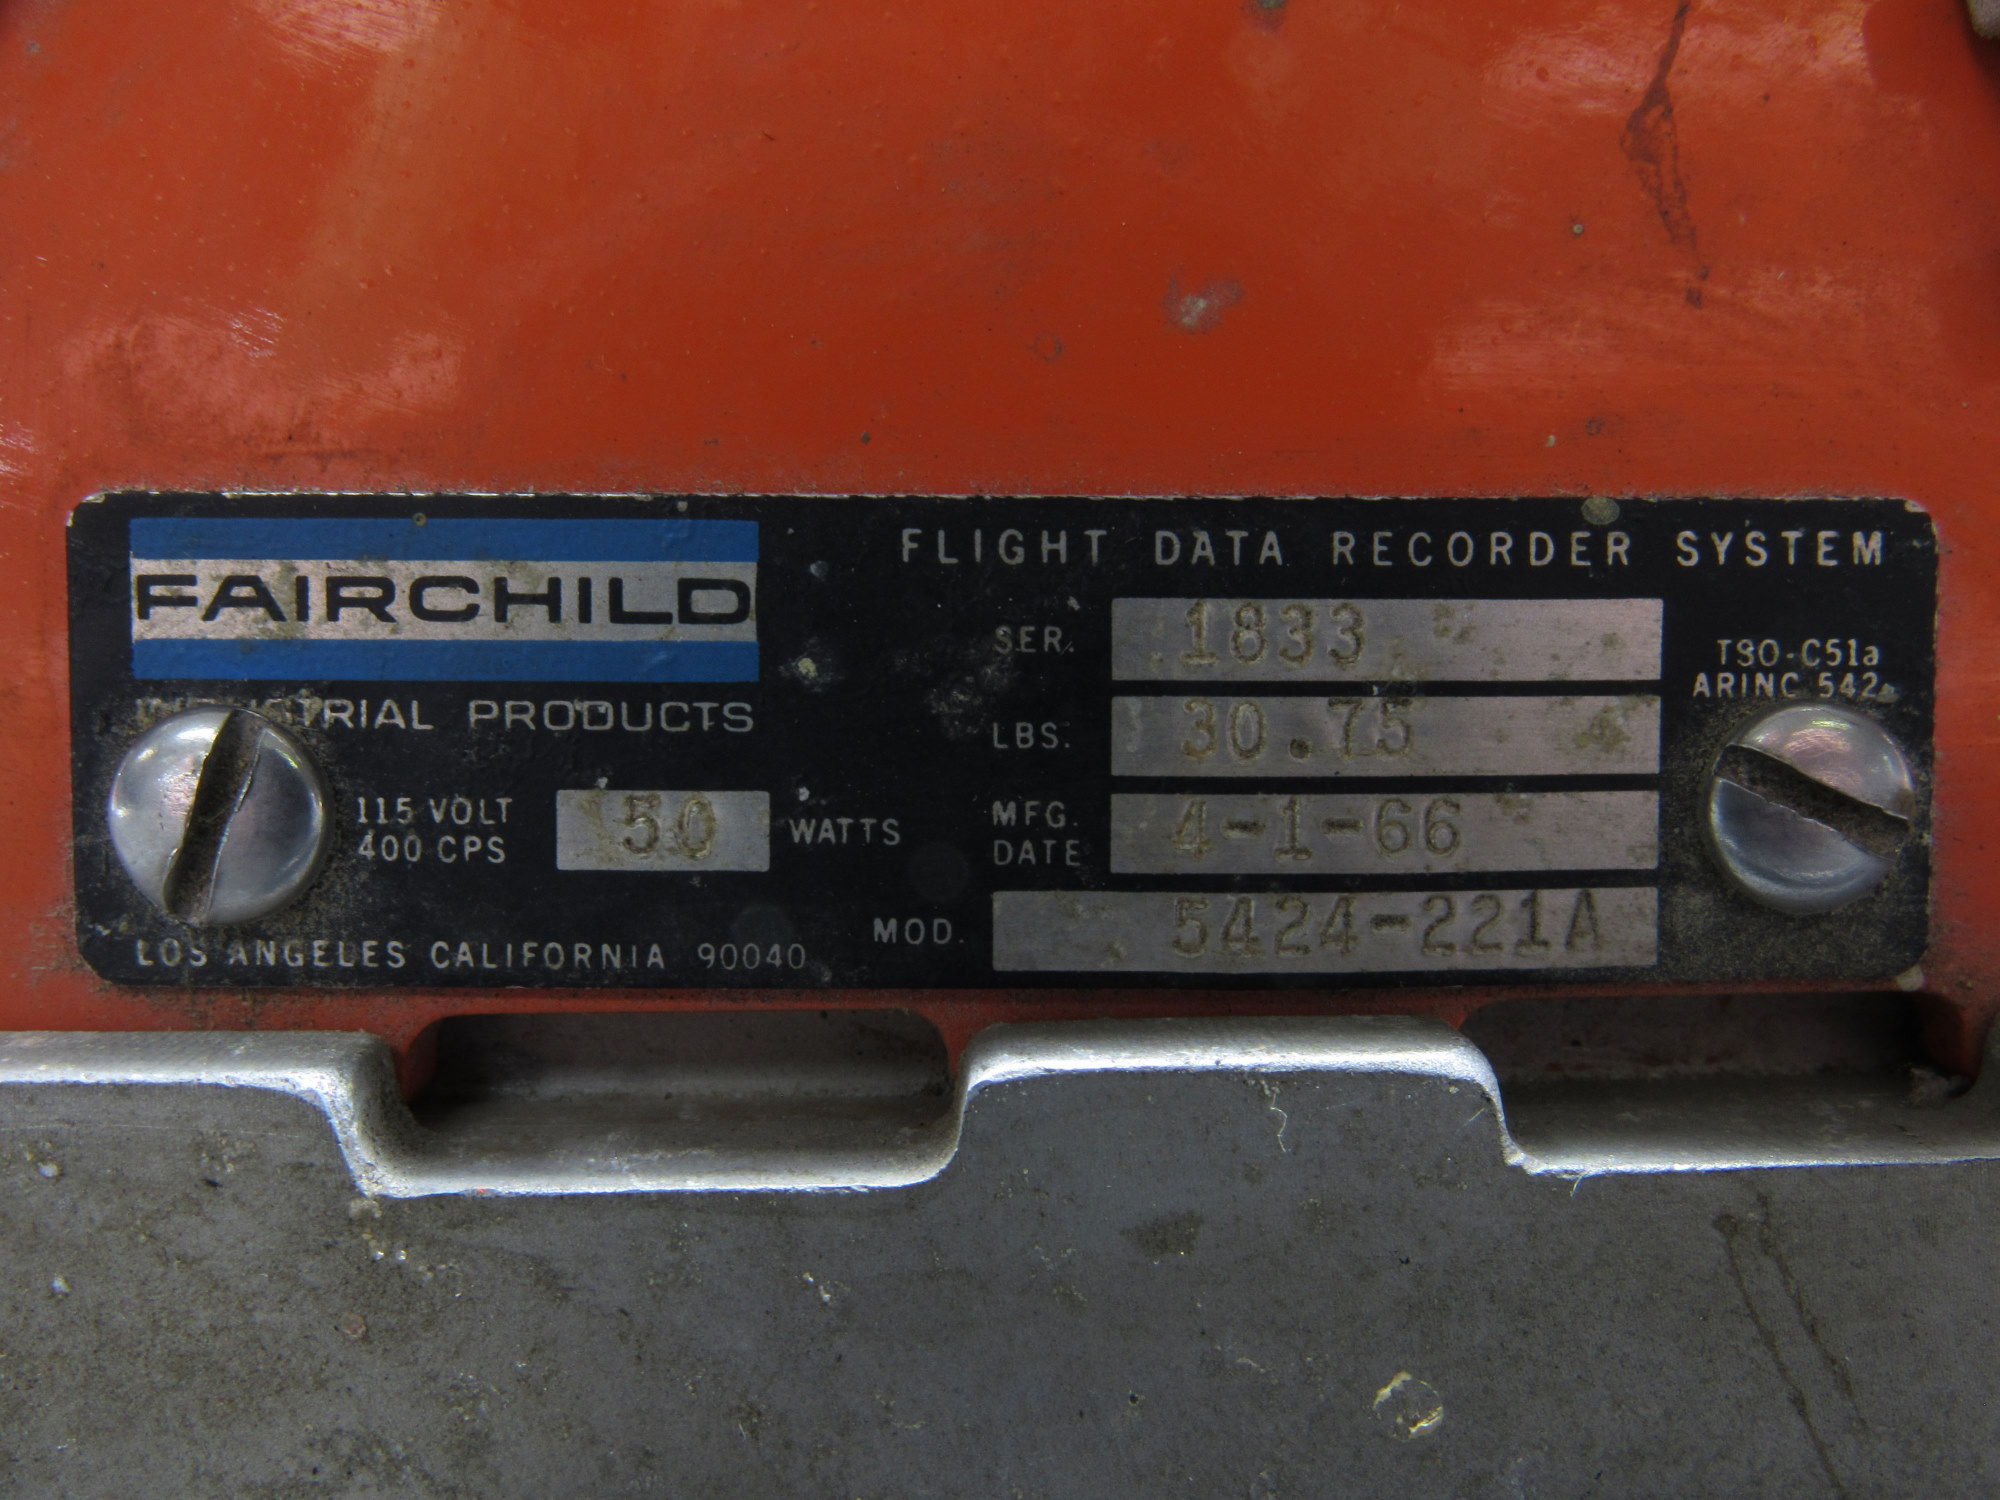 FAIRCHILD
INDUSTRIAL PRODUCTS
115 VOLT
400 CPS
50 WATTS
LOS ANGELES CALIFORNIA 90040
FLIGHT DATA RECORDER SYSTEM
SER. 1833
LBS. 30.75
MFG. DATE 4-1-66
MOD. 5424-221A
TSO-C51a
ARINC 542